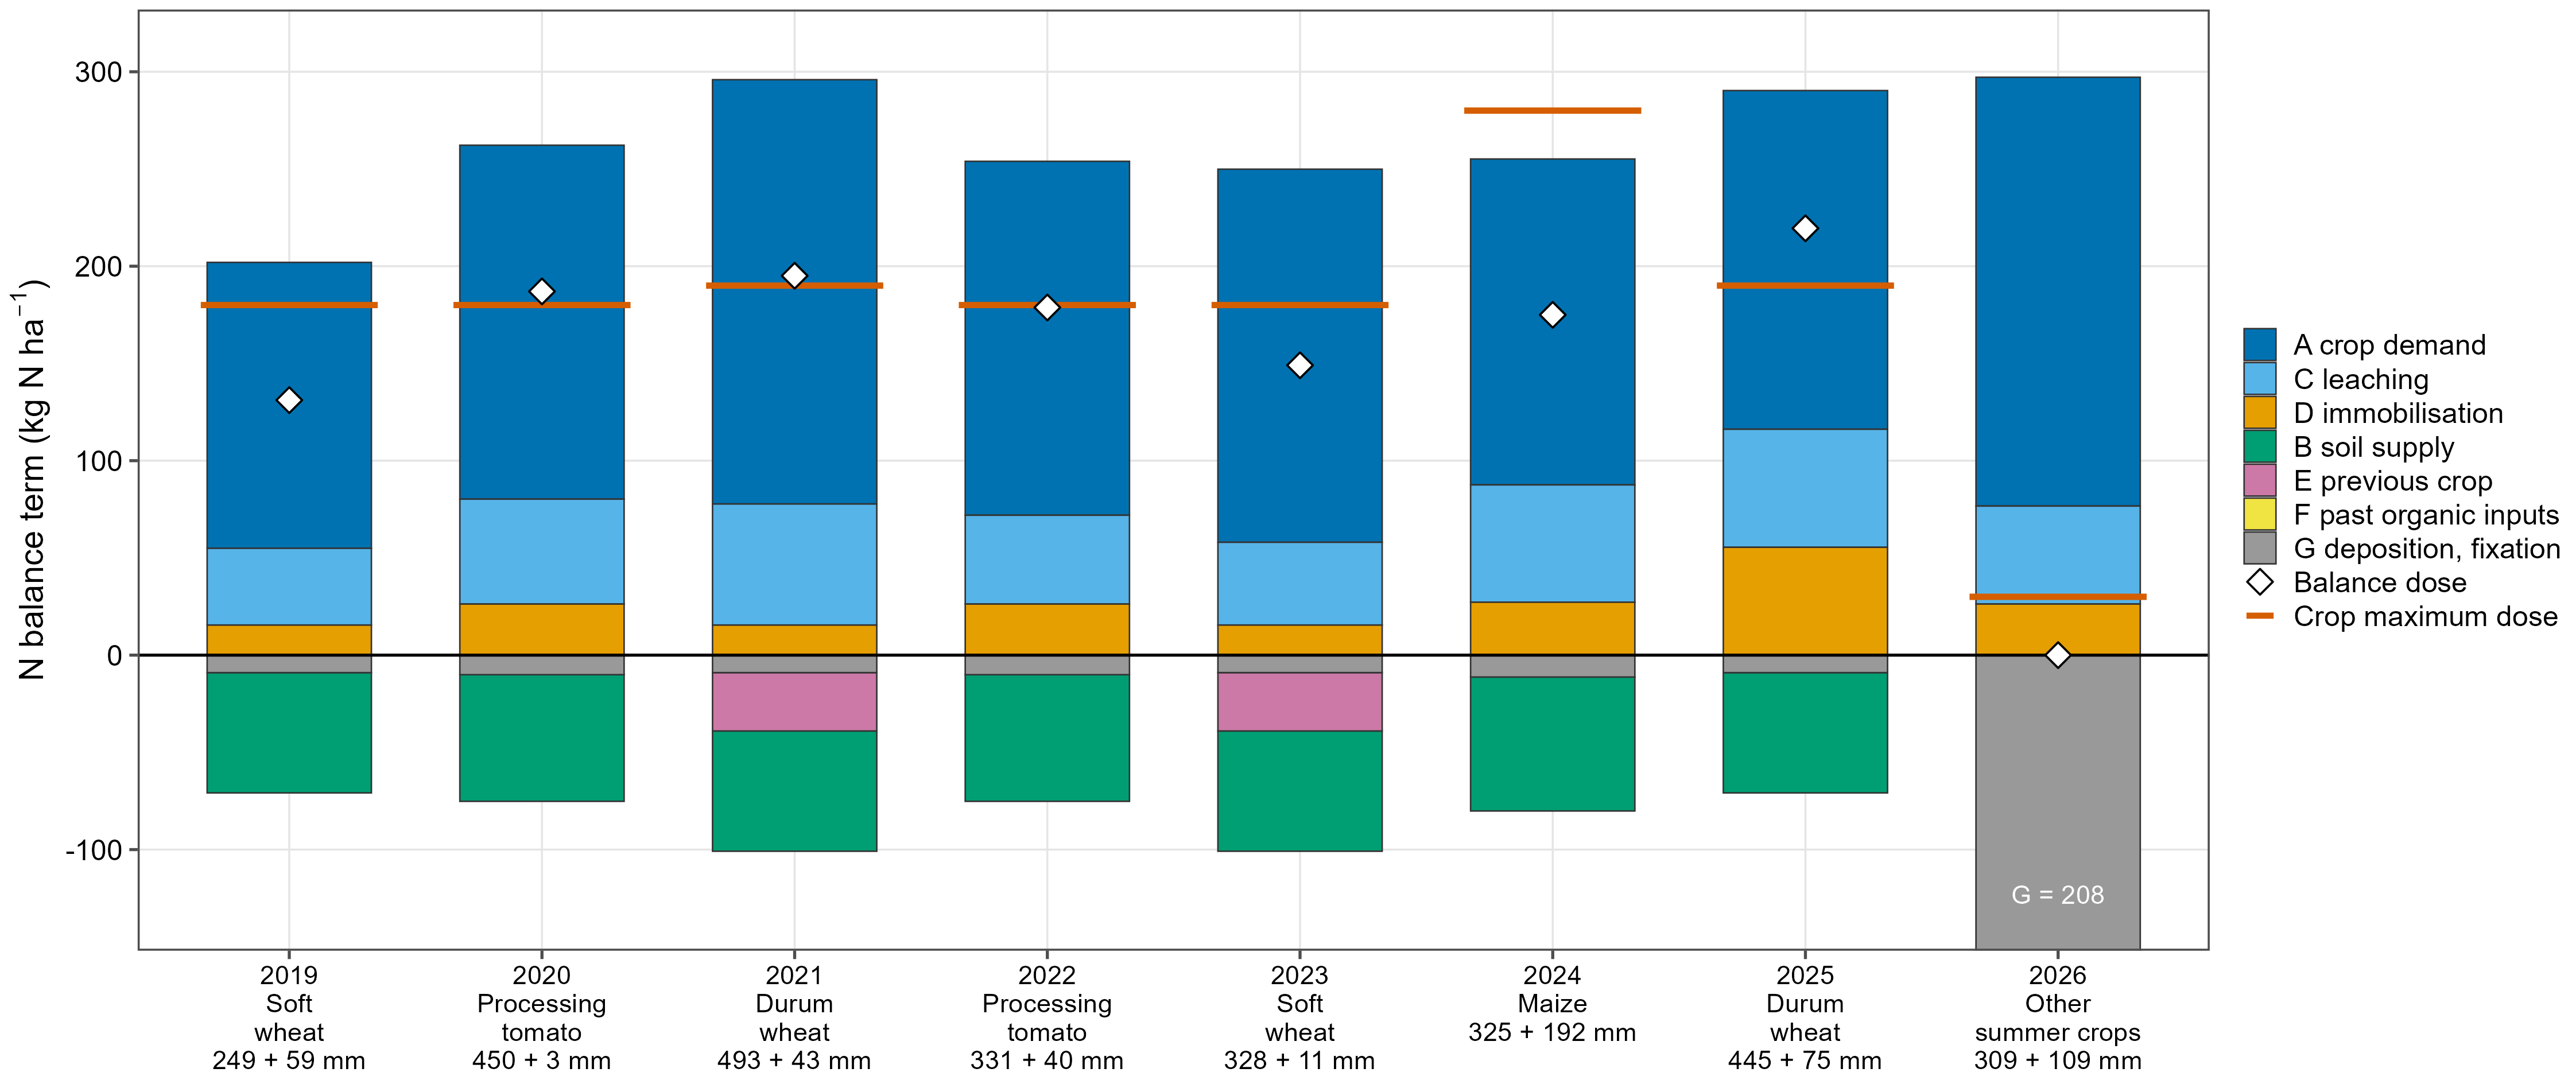 N balance term (kg N ha⁻¹)
300
200
100
0
-100
G = 208
2019
Soft
wheat
249 + 59 mm
2020
Processing
tomato
450 + 3 mm
2021
Durum
wheat
493 + 43 mm
2022
Processing
tomato
331 + 40 mm
2023
Soft
wheat
328 + 11 mm
2024
Maize
325 + 192 mm
2025
Durum
wheat
445 + 75 mm
2026
Other
summer crops
309 + 109 mm
A crop demand
C leaching
D immobilisation
B soil supply
E previous crop
F past organic inputs
G deposition, fixation
Balance dose
Crop maximum dose